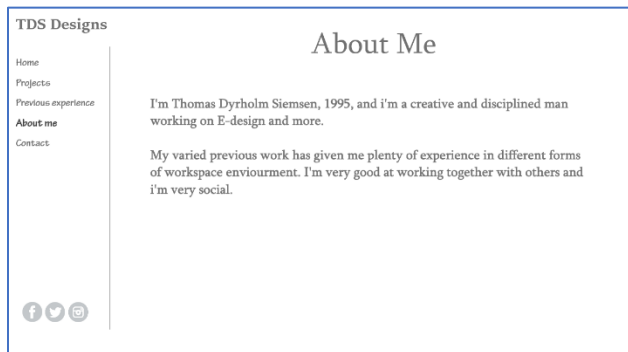 TDS Designs
Home
Projects
Previous experience
About me
Contact
About Me
I'm Thomas Dyrholm Siemsen, 1995, and i'm a creative and disciplined man
working on E-design and more.
My varied previous work has given me plenty of experience in different forms
of workspace enviourment. I'm very good at working together with others and
i'm very social.